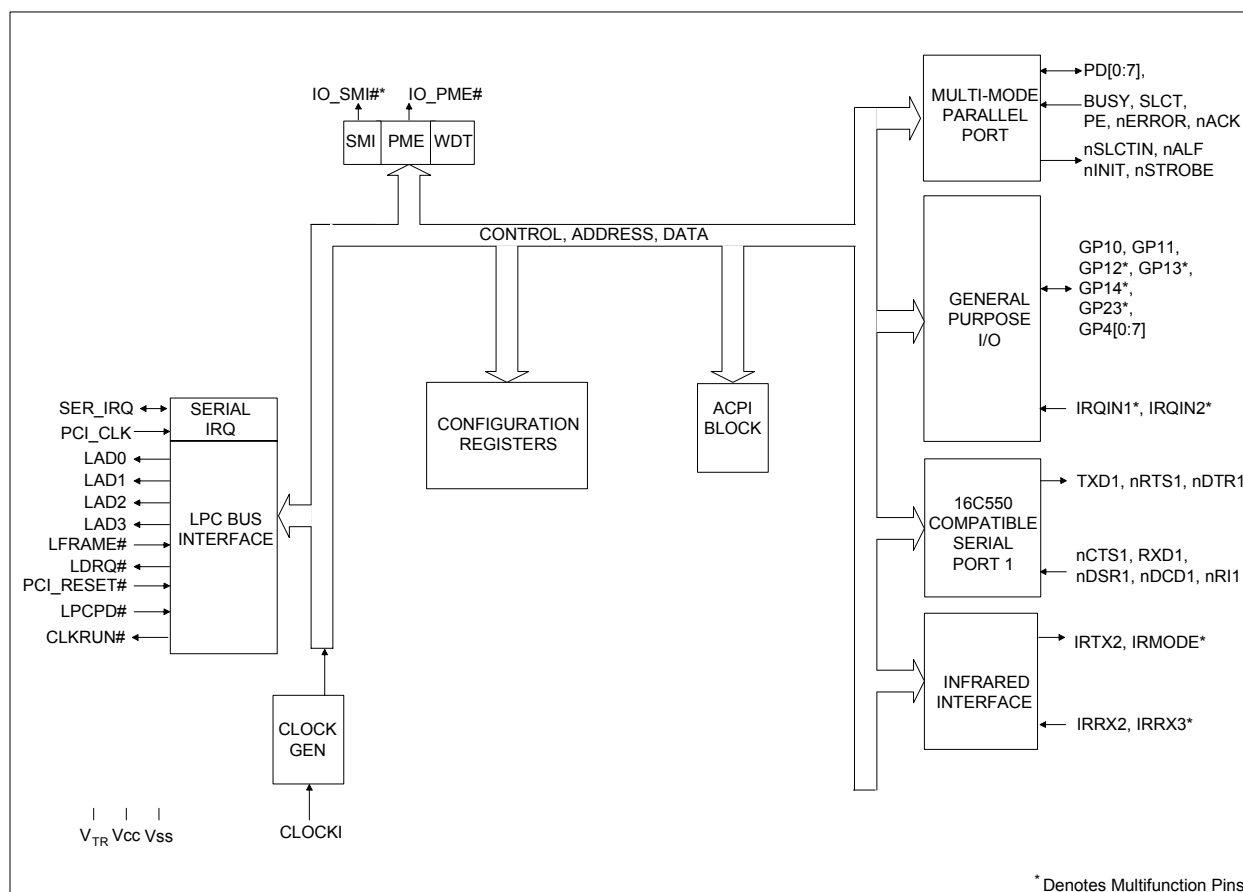 IO_SMI#* IO_PME#
SMI PME WDT
CONTROL, ADDRESS, DATA
SER_IRQ
PCI_CLK
LAD0
LAD1
LAD2
LAD3
LFRAME#
LDRQ#
PCI_RESET#
LPCPD#
CLKRUN#
SERIAL
IRQ
LPC BUS
INTERFACE
CLOCK
GEN
CLOCKI
VTR Vcc Vss
CONFIGURATION
REGISTERS
ACPI
BLOCK
MULTI-MODE
PARALLEL
PORT
PD[0:7],
BUSY, SLCT,
PE, nERROR, nACK
nSLCTIN, nALF
nINIT, nSTROBE
GENERAL
PURPOSE
I/O
GP10, GP11,
GP12*, GP13*,
GP14*,
GP23*,
GP4[0:7]
IRQIN1*, IRQIN2*
16C550
COMPATIBLE
SERIAL
PORT 1
TXD1, nRTS1, nDTR1
nCTS1, RXD1,
nDSR1, nDCD1, nRI1
INFRARED
INTERFACE
IRTX2, IRMODE*
IRRX2, IRRX3*
* Denotes Multifunction Pins